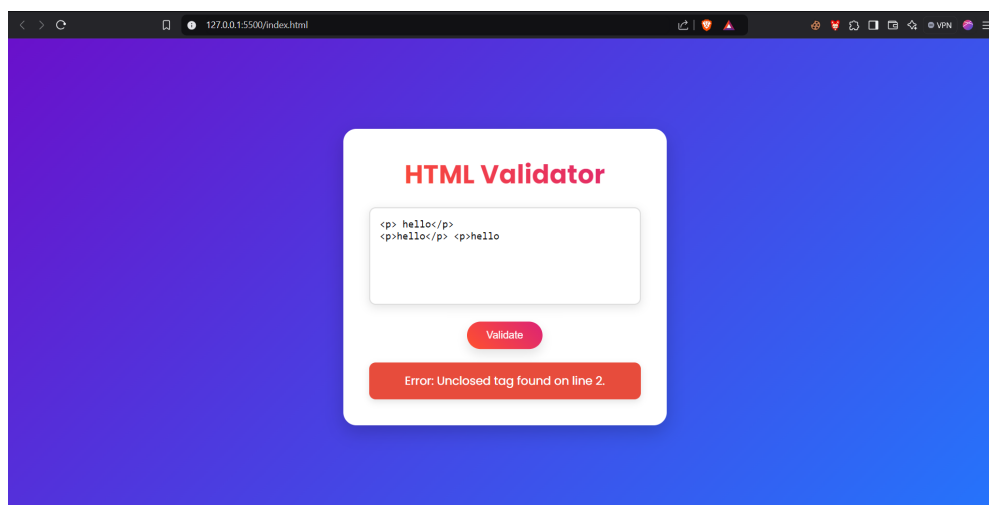 127.0.0.1:5500/index.html
VPN
HTML Validator
<p> hello</p>
<p>hello</p> <p>hello
Validate
Error: Unclosed tag found on line 2.